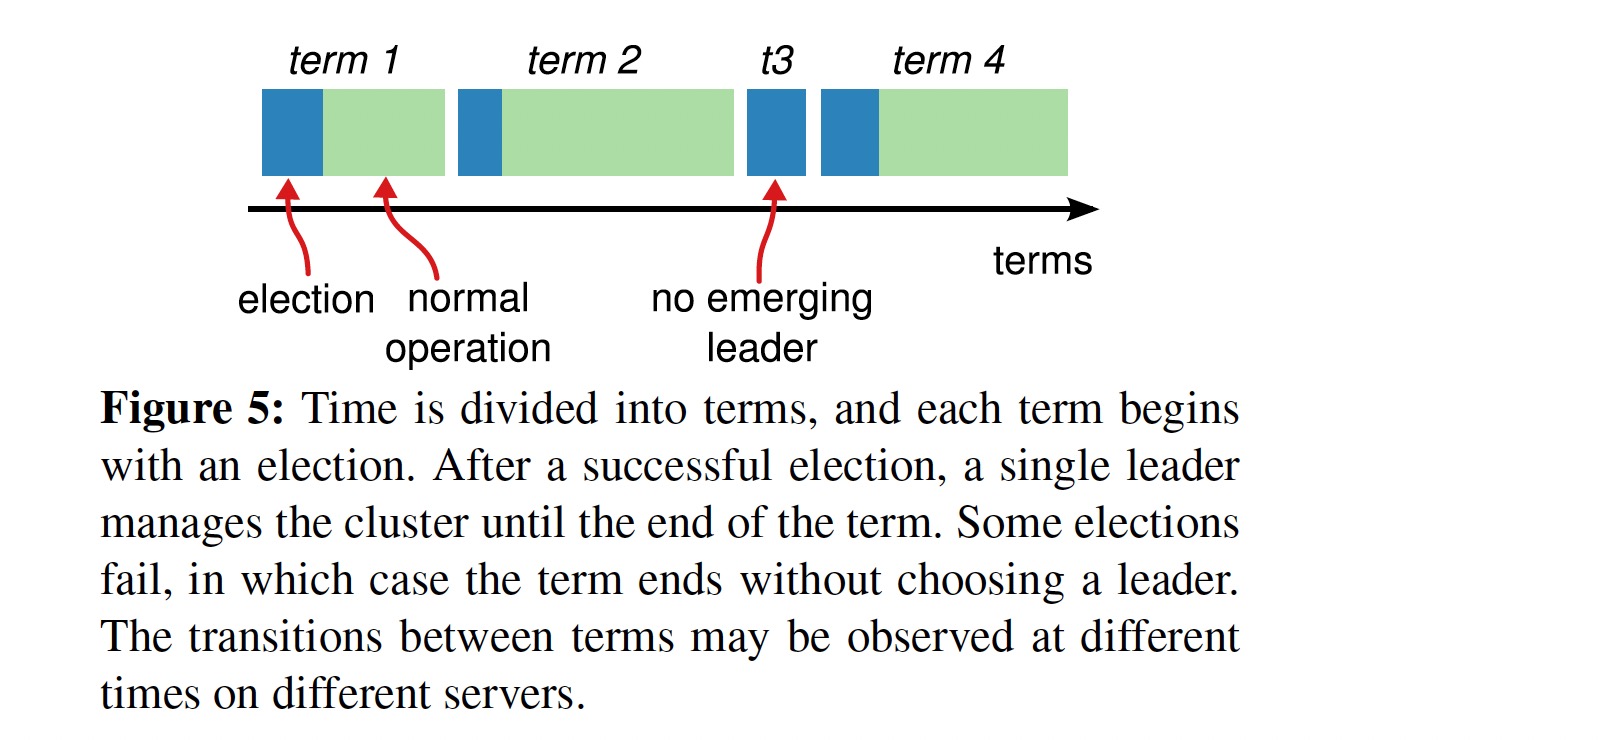 term 1 term 2 t3 term 4
terms
election normal operation no emerging leader
Figure 5: Time is divided into terms, and each term begins
with an election. After a successful election, a single leader
manages the cluster until the end of the term. Some elections
fail, in which case the term ends without choosing a leader.
The transitions between terms may be observed at different
times on different servers.